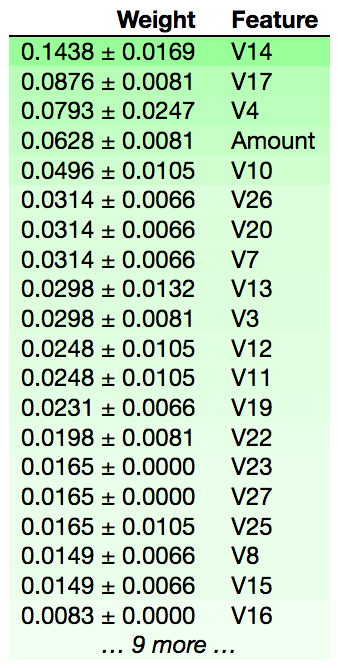 Weight Feature
0.1438 ± 0.0169 V14
0.0876 ± 0.0081 V17
0.0793 ± 0.0247 V4
0.0628 ± 0.0081 Amount
0.0496 ± 0.0105 V10
0.0314 ± 0.0066 V26
0.0314 ± 0.0066 V20
0.0314 ± 0.0066 V7
0.0298 ± 0.0132 V13
0.0298 ± 0.0081 V3
0.0248 ± 0.0105 V12
0.0248 ± 0.0105 V11
0.0231 ± 0.0066 V19
0.0198 ± 0.0081 V22
0.0165 ± 0.0000 V23
0.0165 ± 0.0000 V27
0.0165 ± 0.0105 V25
0.0149 ± 0.0066 V8
0.0149 ± 0.0066 V15
0.0083 ± 0.0000 V16
… 9 more …